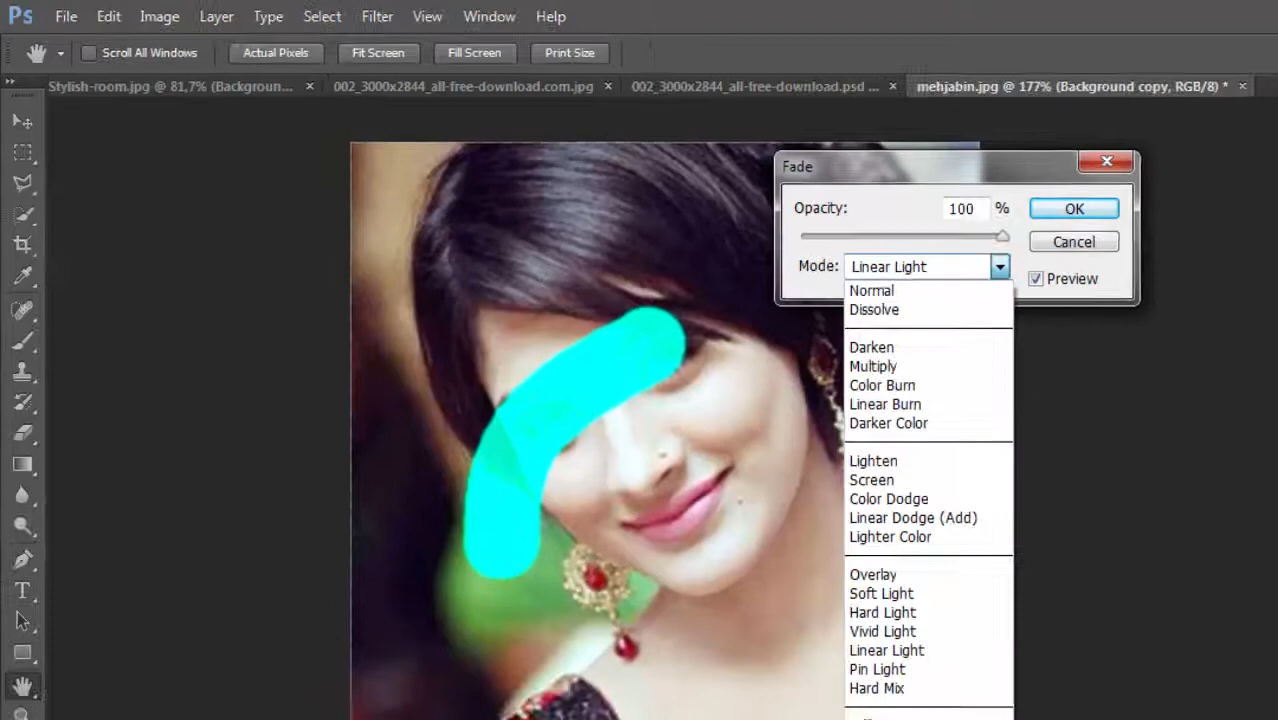 Ps File Edit Image Layer Type Select Filter View Window Help
Scroll All Windows Actual Pixels Fit Screen Fill Screen Print Size
Stylish-room.jpg @ 81,7% (Backgroun... × 002_3000x2844_all-free-download.com.jpg × 002_3000x2844_all-free-download.psd ... × mehjabin.jpg @ 177% (Background copy, RGB/8) * ×
Fade
Opacity: 100 % OK
Cancel
Mode: Linear Light
Preview
Normal
Dissolve
Darken
Multiply
Color Burn
Linear Burn
Darker Color
Lighten
Screen
Color Dodge
Linear Dodge (Add)
Lighter Color
Overlay
Soft Light
Hard Light
Vivid Light
Linear Light
Pin Light
Hard Mix